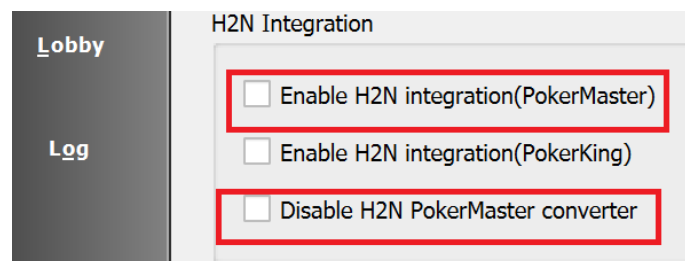 H2N Integration
Lobby
Enable H2N integration(PokerMaster)
Log
Enable H2N integration(PokerKing)
Disable H2N PokerMaster converter